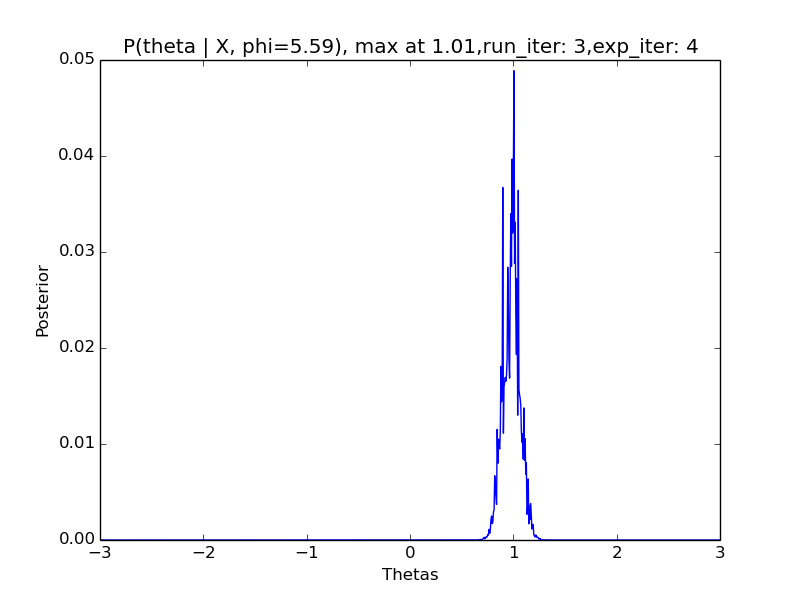 P(theta | X, phi=5.59), max at 1.01,run_iter: 3,exp_iter: 4
0.05
0.04
0.03
0.02
0.01
0.00
Posterior
−3 −2 −1 0 1 2 3
Thetas